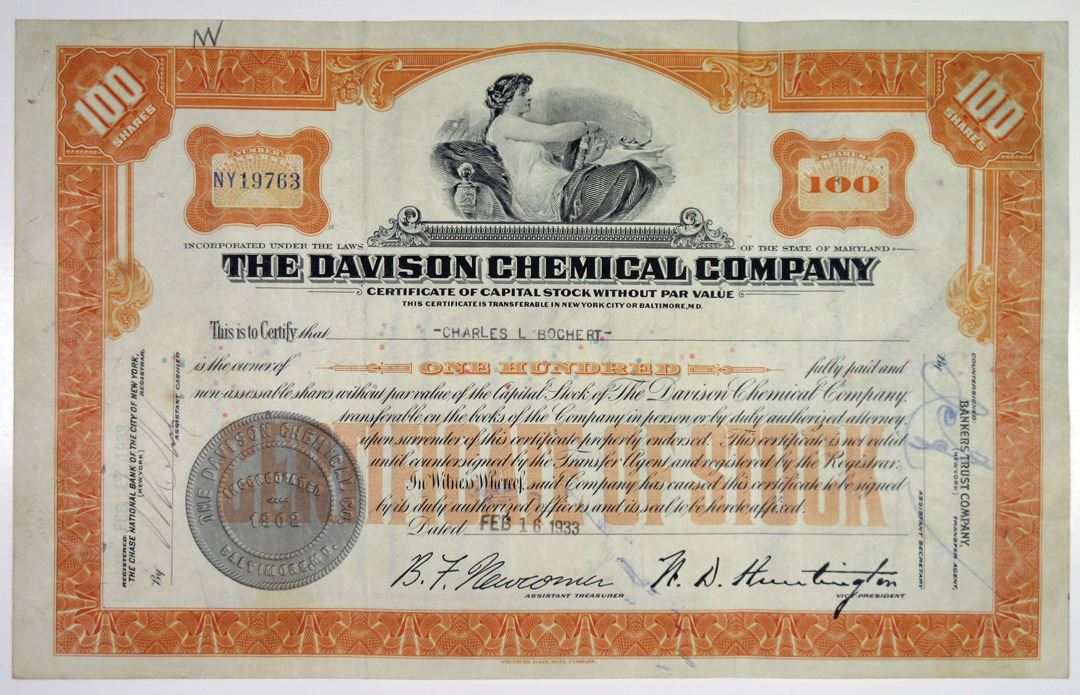 100
SHARES
100
SHARES
NUMBER
NY19763
SHARES
100
INCORPORATED UNDER THE LAWS
OF THE STATE OF MARYLAND
THE DAVISON CHEMICAL COMPANY
CERTIFICATE OF CAPITAL STOCK WITHOUT PAR VALUE
THIS CERTIFICATE IS TRANSFERABLE IN NEW YORK CITY OR BALTIMORE, MD.
This is to Certify that -CHARLES L BOCHERT-
is the owner of ONE HUNDRED fully paid and
non-assessable shares without par value of the Capital Stock of The Davison Chemical Company,
transferable on the books of the Company in person or by duly authorized attorney,
upon surrender of this certificate properly endorsed. This certificate is not valid
until countersigned by the Transfer Agent and registered by the Registrar.
In Witness Whereof, said Company has caused this certificate to be signed
by its duly authorized officers and its seal to be hereto affixed.
Dated FEB 16 1933
B. F. Newcomer
ASSISTANT TREASURER
W. D. Huntington
VICE PRESIDENT
THE DAVISON CHEMICAL CO.
INCORPORATED
BALTIMORE MD.
REGISTERED: FEB 17 1933
THE CHASE NATIONAL BANK OF THE CITY OF NEW YORK,
(NEW YORK) REGISTRAR,
By
ASSISTANT CASHIER
COUNTERSIGNED:
BANKERS TRUST COMPANY,
(NEW YORK) TRANSFER AGENT,
By
ASSISTANT SECRETARY
AMERICAN BANK NOTE COMPANY.